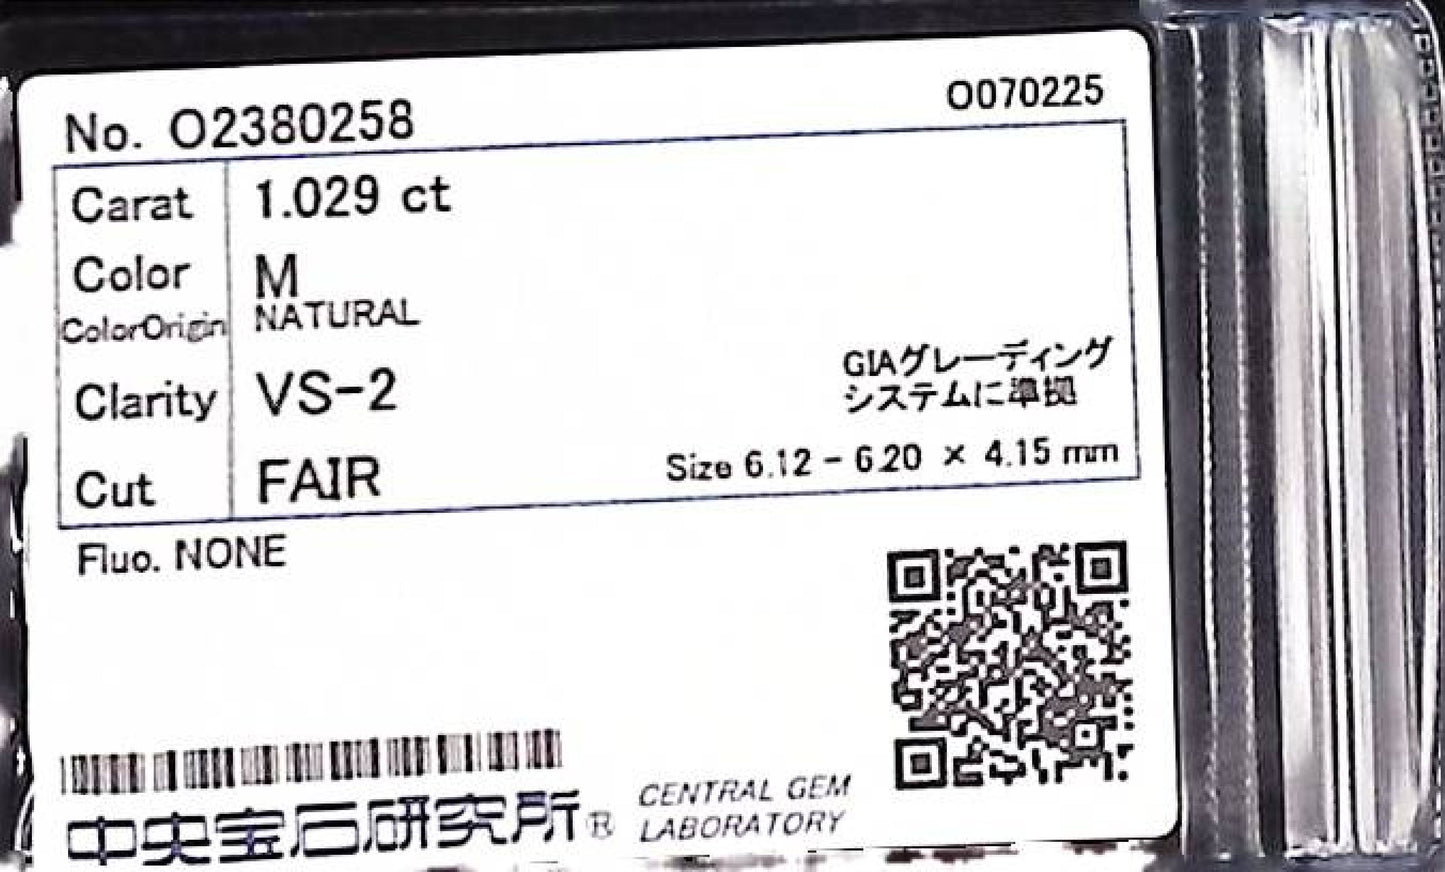 No. O2380258
O070225
Carat 1.029 ct
Color M
ColorOrigin NATURAL
Clarity VS-2
GIAグレーディング
システムに準拠
Cut FAIR
Size 6.12 - 6.20 × 4.15 mm
Fluo. NONE
中央宝石研究所®
CENTRAL GEM
LABORATORY